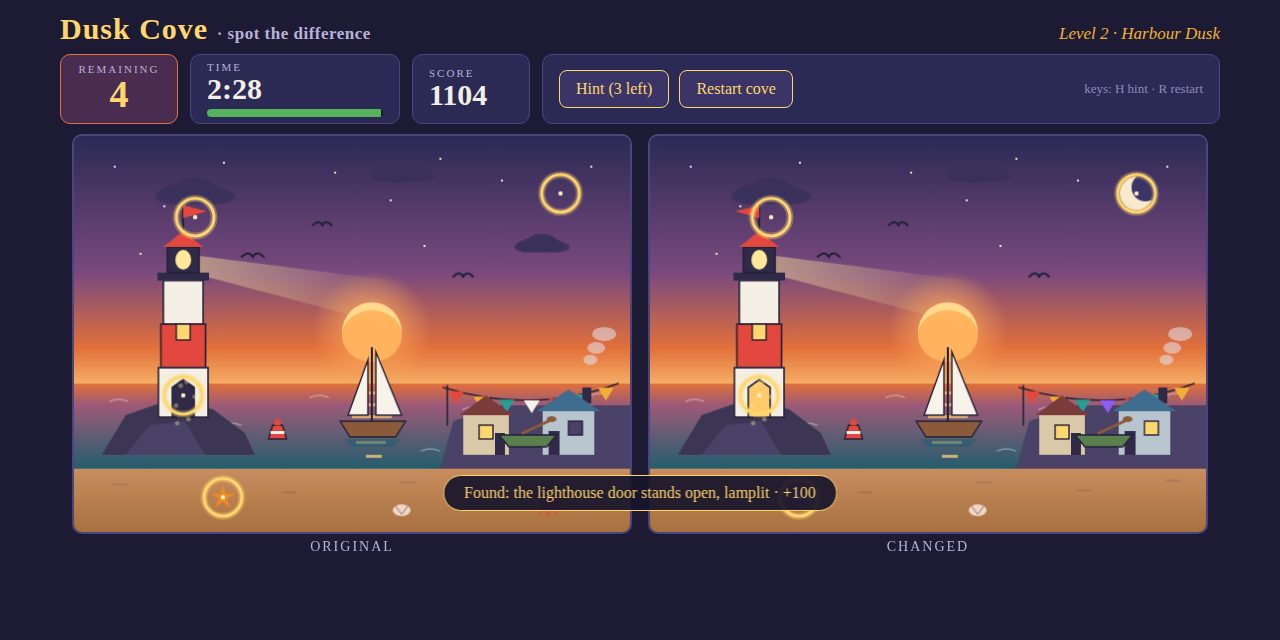 Dusk Cove · spot the difference
Level 2 · Harbour Dusk
REMAINING
4
TIME
2:28
SCORE
1104
Hint (3 left)
Restart cove
keys: H hint · R restart
Found: the lighthouse door stands open, lamplit · +100
ORIGINAL
CHANGED